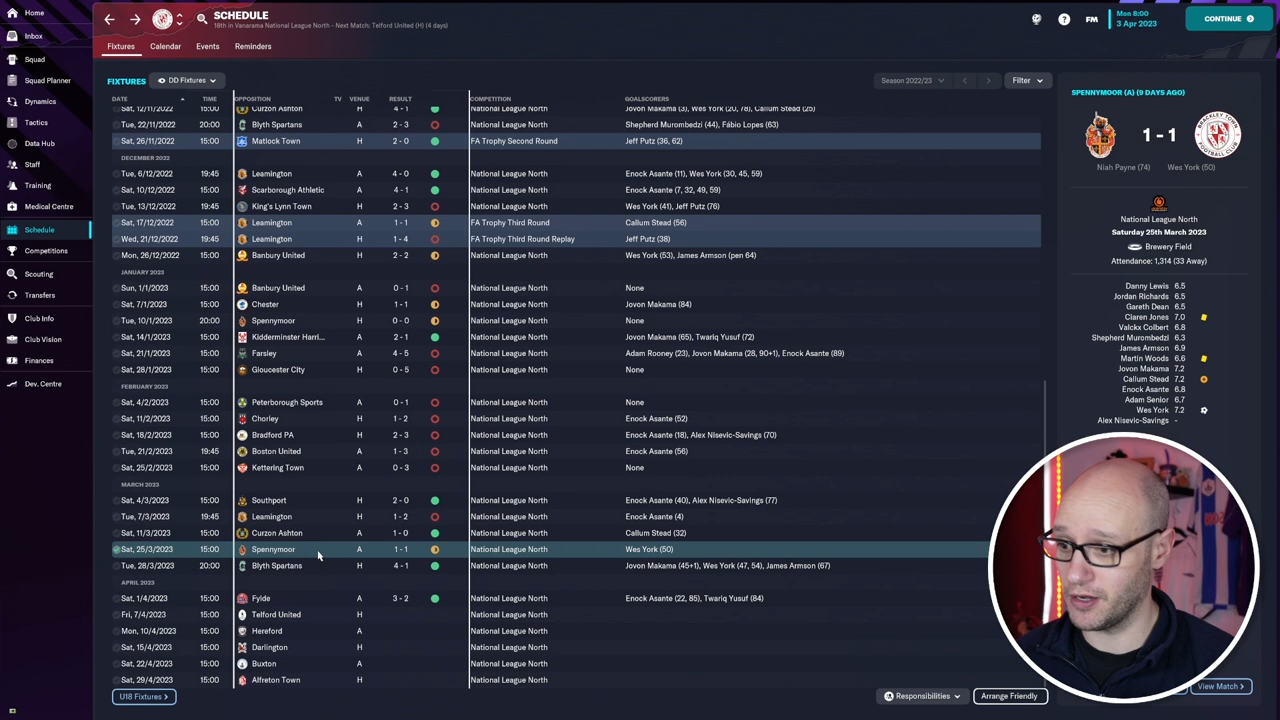 Home
SCHEDULE
18th in Vanarama National League North - Next Match: Telford United (H) (4 days)
FM
Mon 8:00
3 Apr 2023
CONTINUE
Inbox
Squad
Squad Planner
Dynamics
Tactics
Data Hub
Staff
Training
Medical Centre
Schedule
Competitions
Scouting
Transfers
Club Info
Club Vision
Finances
Dev. Centre
Fixtures Calendar Events Reminders
FIXTURES DD Fixtures Season 2022/23 Filter
DATE TIME OPPOSITION TV VENUE RESULT COMPETITION GOALSCORERS
Sat, 12/11/2022 15:00 Curzon Ashton H 4 - 1 National League North Jovon Makama (3), Wes York (20, 78), Callum Stead (25)
Tue, 22/11/2022 20:00 Blyth Spartans A 2 - 3 National League North Shepherd Murombedzi (44), Fábio Lopes (63)
Sat, 26/11/2022 15:00 Matlock Town H 2 - 0 FA Trophy Second Round Jeff Putz (36, 62)
DECEMBER 2022
Tue, 6/12/2022 19:45 Leamington A 4 - 0 National League North Enock Asante (11), Wes York (30, 45, 59)
Sat, 10/12/2022 15:00 Scarborough Athletic A 4 - 1 National League North Enock Asante (7, 32, 49, 59)
Tue, 13/12/2022 19:45 King's Lynn Town H 2 - 3 National League North Wes York (41), Jeff Putz (76)
Sat, 17/12/2022 15:00 Leamington A 1 - 1 FA Trophy Third Round Callum Stead (56)
Wed, 21/12/2022 19:45 Leamington H 1 - 4 FA Trophy Third Round Replay Jeff Putz (38)
Mon, 26/12/2022 15:00 Banbury United H 2 - 2 National League North Wes York (53), James Armson (pen 64)
JANUARY 2023
Sun, 1/1/2023 15:00 Banbury United A 0 - 1 National League North None
Sat, 7/1/2023 15:00 Chester H 1 - 1 National League North Jovon Makama (84)
Tue, 10/1/2023 20:00 Spennymoor H 0 - 0 National League North None
Sat, 14/1/2023 15:00 Kidderminster Harri... A 2 - 1 National League North Jovon Makama (65), Twariq Yusuf (72)
Sat, 21/1/2023 15:00 Farsley A 4 - 5 National League North Adam Rooney (23), Jovon Makama (28, 90+1), Enock Asante (89)
Sat, 28/1/2023 15:00 Gloucester City H 0 - 5 National League North None
FEBRUARY 2023
Sat, 4/2/2023 15:00 Peterborough Sports A 0 - 1 National League North None
Sat, 11/2/2023 15:00 Chorley H 1 - 2 National League North Enock Asante (52)
Sat, 18/2/2023 15:00 Bradford PA H 2 - 3 National League North Enock Asante (18), Alex Nisevic-Savings (70)
Tue, 21/2/2023 19:45 Boston United A 1 - 3 National League North Enock Asante (56)
Sat, 25/2/2023 15:00 Kettering Town A 0 - 3 National League North None
MARCH 2023
Sat, 4/3/2023 15:00 Southport H 2 - 0 National League North Enock Asante (40), Alex Nisevic-Savings (77)
Tue, 7/3/2023 19:45 Leamington H 1 - 2 National League North Enock Asante (4)
Sat, 11/3/2023 15:00 Curzon Ashton A 1 - 0 National League North Callum Stead (32)
Sat, 25/3/2023 15:00 Spennymoor A 1 - 1 National League North Wes York (50)
Tue, 28/3/2023 20:00 Blyth Spartans H 4 - 1 National League North Jovon Makama (45+1), Wes York (47, 54), James Armson (67)
APRIL 2023
Sat, 1/4/2023 15:00 Fylde A 3 - 2 National League North Enock Asante (22, 85), Twariq Yusuf (84)
Fri, 7/4/2023 15:00 Telford United H National League North
Mon, 10/4/2023 15:00 Hereford A National League North
Sat, 15/4/2023 15:00 Darlington H National League North
Sat, 22/4/2023 15:00 Buxton A National League North
Sat, 29/4/2023 15:00 Alfreton Town H National League North
U18 Fixtures Responsibilities Arrange Friendly View Match
SPENNYMOOR (A) (9 DAYS AGO)
1 - 1
BRACKLEY TOWN
FOOTBALL CLUB
Niah Payne (74) Wes York (50)
National League North
Saturday 25th March 2023
Brewery Field
Attendance: 1,314 (33 Away)
Danny Lewis 6.5
Jordan Richards 6.5
Gareth Dean 6.5
Ciaren Jones 7.0
Valckx Colbert 6.8
Shepherd Murombedzi 6.3
James Armson 6.9
Martin Woods 6.6
Jovon Makama 7.2
Callum Stead 7.2
Enock Asante 6.8
Adam Senior 6.7
Wes York 7.2
Alex Nisevic-Savings -